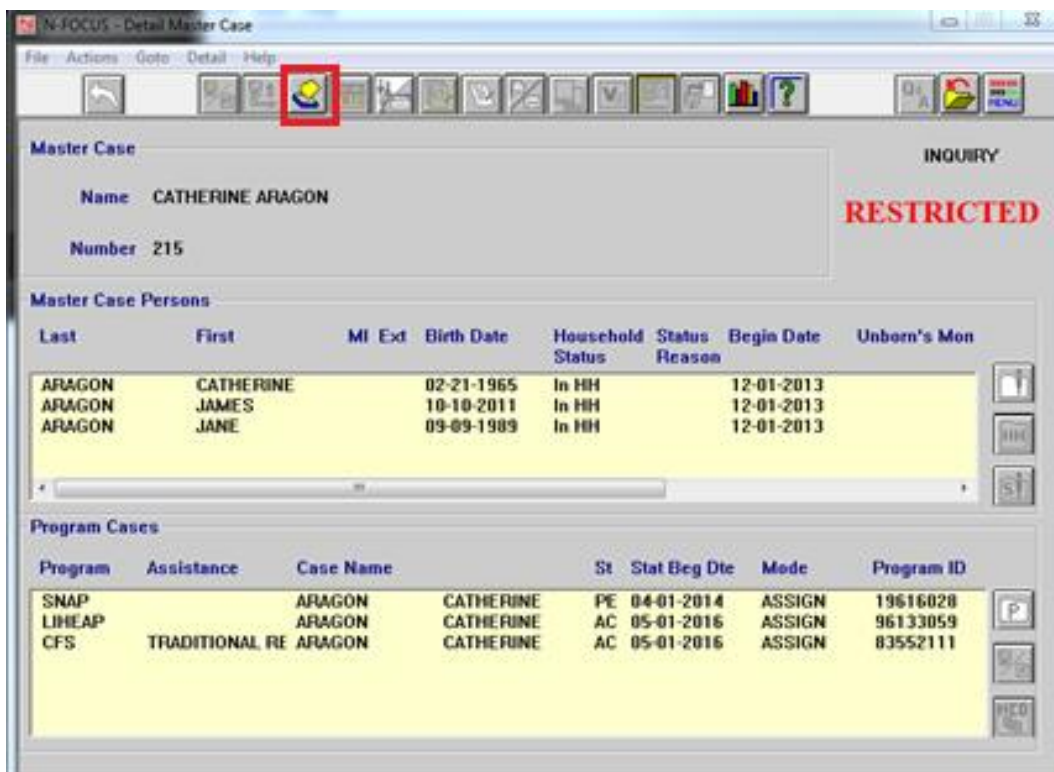 N-FOCUS - Detail Master Case
File Actions Goto Detail Help
MENU
Master Case
INQUIRY
Name CATHERINE ARAGON
RESTRICTED
Number 215
Master Case Persons
Last First MI Ext Birth Date Household Status Status Reason Begin Date Unborn's Mon
ARAGON CATHERINE 02-21-1965 In HH 12-01-2013
ARAGON JAMES 10-10-2011 In HH 12-01-2013
ARAGON JANE 09-09-1989 In HH 12-01-2013
Program Cases
Program Assistance Case Name St Stat Beg Dte Mode Program ID
SNAP ARAGON CATHERINE PE 04-01-2014 ASSIGN 19616028
LIHEAP ARAGON CATHERINE AC 05-01-2016 ASSIGN 96133059
CFS TRADITIONAL RE ARAGON CATHERINE AC 05-01-2016 ASSIGN 83552111